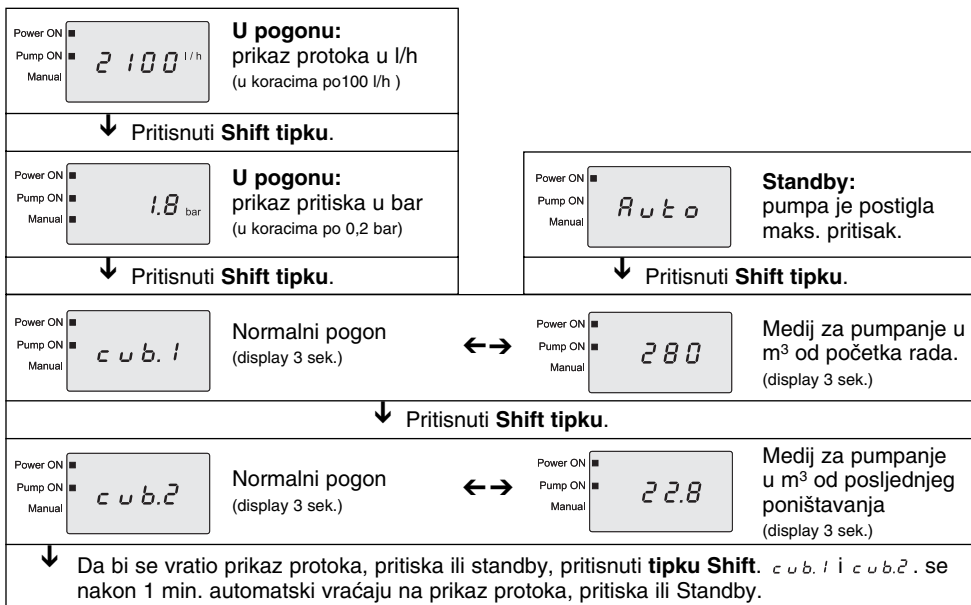 Power ON
Pump ON
Manual
2100 l/h
U pogonu:
prikaz protoka u l/h
(u koracima po100 l/h )
Pritisnuti Shift tipku.
Power ON
Pump ON
Manual
1.8 bar
U pogonu:
prikaz pritiska u bar
(u koracima po 0,2 bar)
Pritisnuti Shift tipku.
Power ON
Pump ON
Manual
Auto
Standby:
pumpa je postigla
maks. pritisak.
Pritisnuti Shift tipku.
Power ON
Pump ON
Manual
cub.1
Normalni pogon
(display 3 sek.)
Power ON
Pump ON
Manual
280
Medij za pumpanje u
m³ od početka rada.
(display 3 sek.)
Pritisnuti Shift tipku.
Power ON
Pump ON
Manual
cub.2
Normalni pogon
(display 3 sek.)
Power ON
Pump ON
Manual
22.8
Medij za pumpanje
u m³ od posljednjeg
poništavanja
(display 3 sek.)
Da bi se vratio prikaz protoka, pritiska ili standby, pritisnuti tipku Shift. cub.1 i cub.2 . se
nakon 1 min. automatski vraćaju na prikaz protoka, pritiska ili Standby.